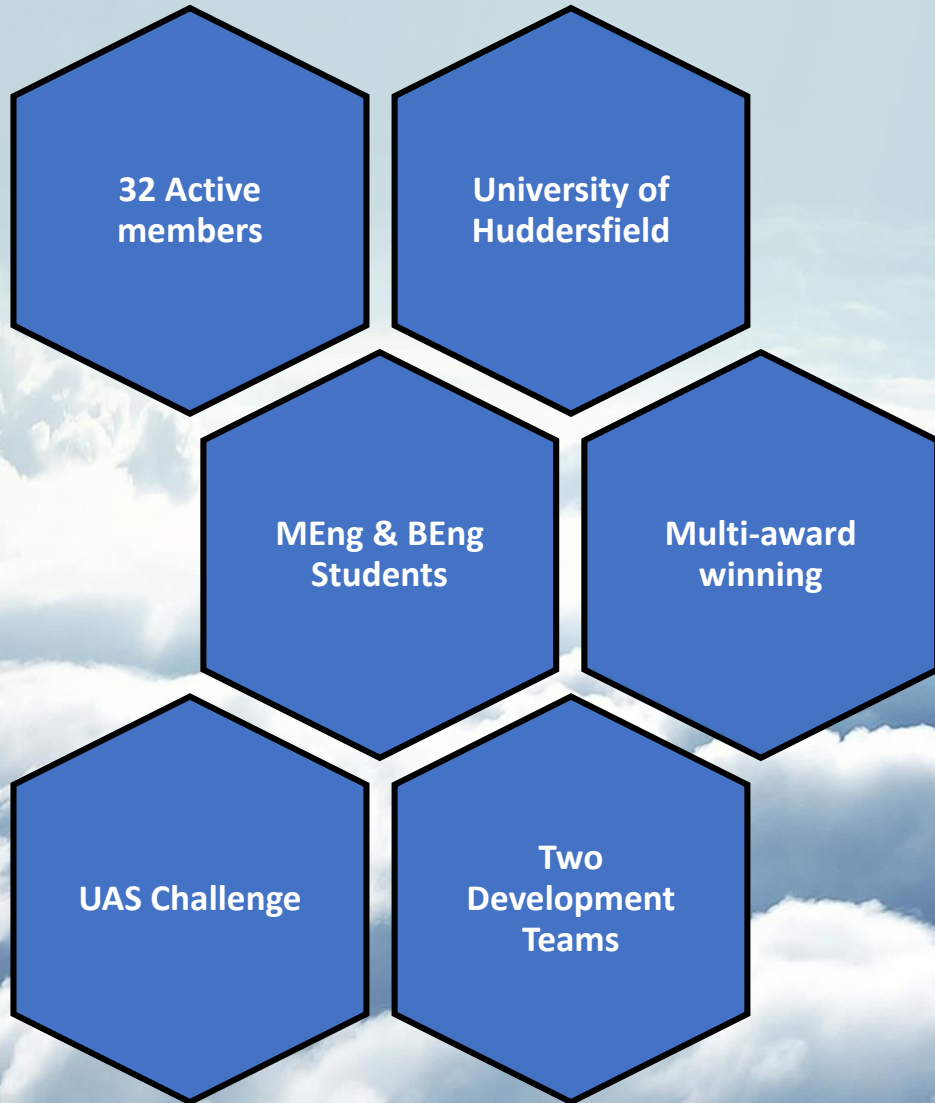 32 Active
members
University of
Huddersfield
MEng & BEng
Students
Multi-award
winning
UAS Challenge
Two
Development
Teams